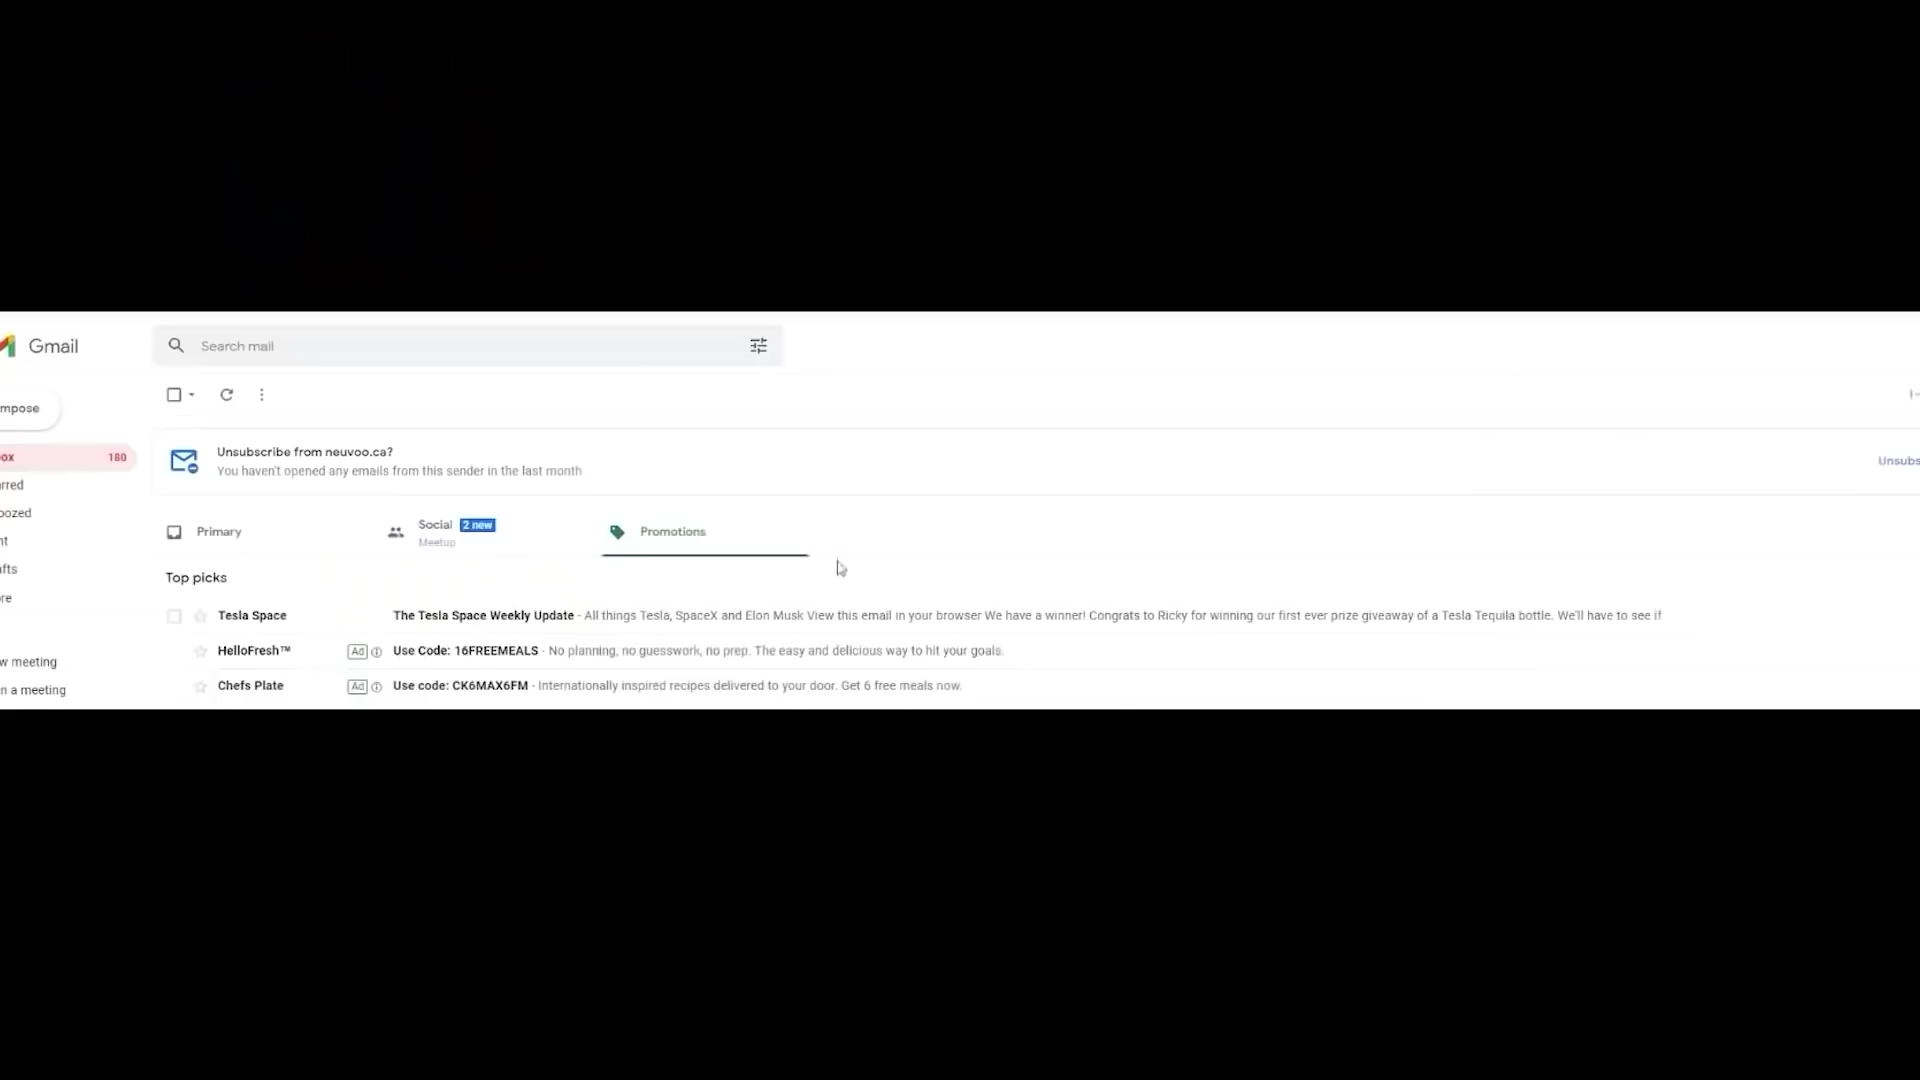 Gmail
Search mail
mpose
Unsubscribe from neuvoo.ca?
You haven't opened any emails from this sender in the last month
Unsubs
ox 180
rred
oozed
nt
afts
re
Primary
Social 2 new
Meetup
Promotions
Top picks
Tesla Space The Tesla Space Weekly Update - All things Tesla, SpaceX and Elon Musk View this email in your browser We have a winner! Congrats to Ricky for winning our first ever prize giveaway of a Tesla Tequila bottle. We'll have to see if
HelloFresh™ Ad Use Code: 16FREEMEALS - No planning, no guesswork, no prep. The easy and delicious way to hit your goals.
w meeting
Chefs Plate Ad Use code: CK6MAX6FM - Internationally inspired recipes delivered to your door. Get 6 free meals now.
n a meeting